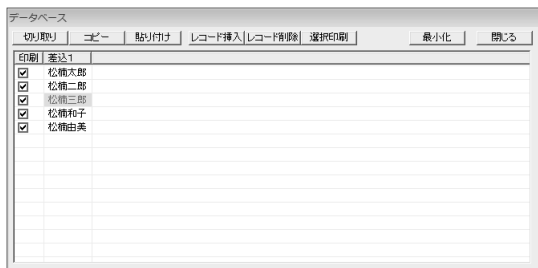 データベース
切り取り コピー 貼り付け レコード挿入 レコード削除 選択印刷 最小化 閉じる
印刷 差込1
松楠太郎
松楠二郎
松楠三郎
松楠和子
松楠由美